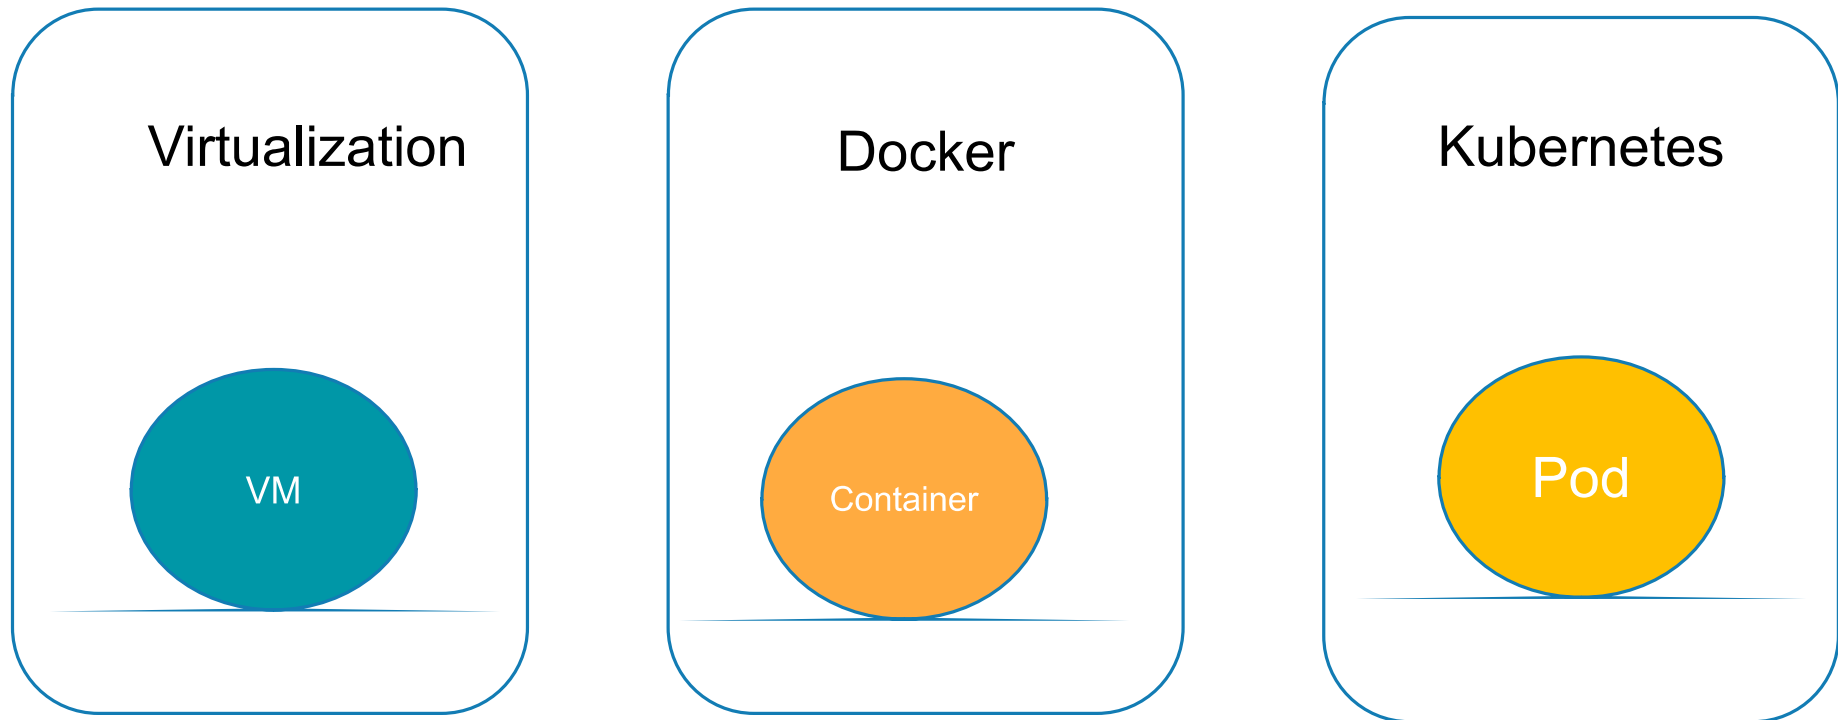 Virtualization
Docker
Kubernetes
VM
Container
Pod